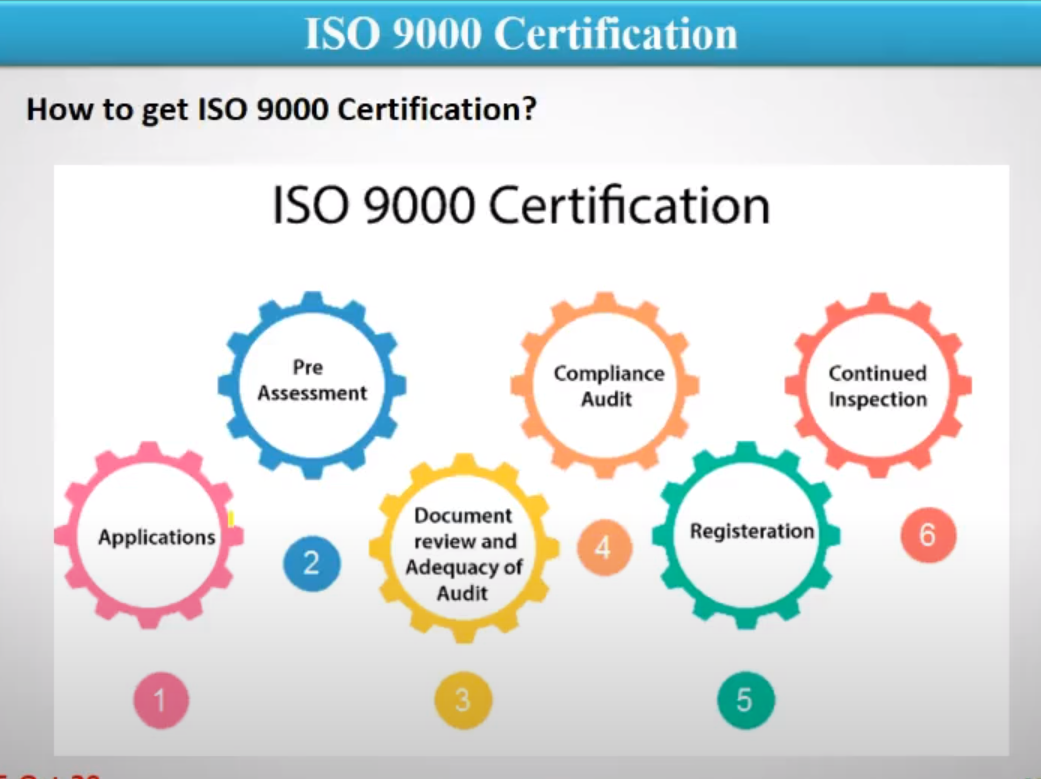 ISO 9000 Certification
How to get ISO 9000 Certification?
ISO 9000 Certification
Applications
1
Pre
Assessment
2
Document
review and
Adequacy of
Audit
3
Compliance
Audit
4
Registeration
5
Continued
Inspection
6